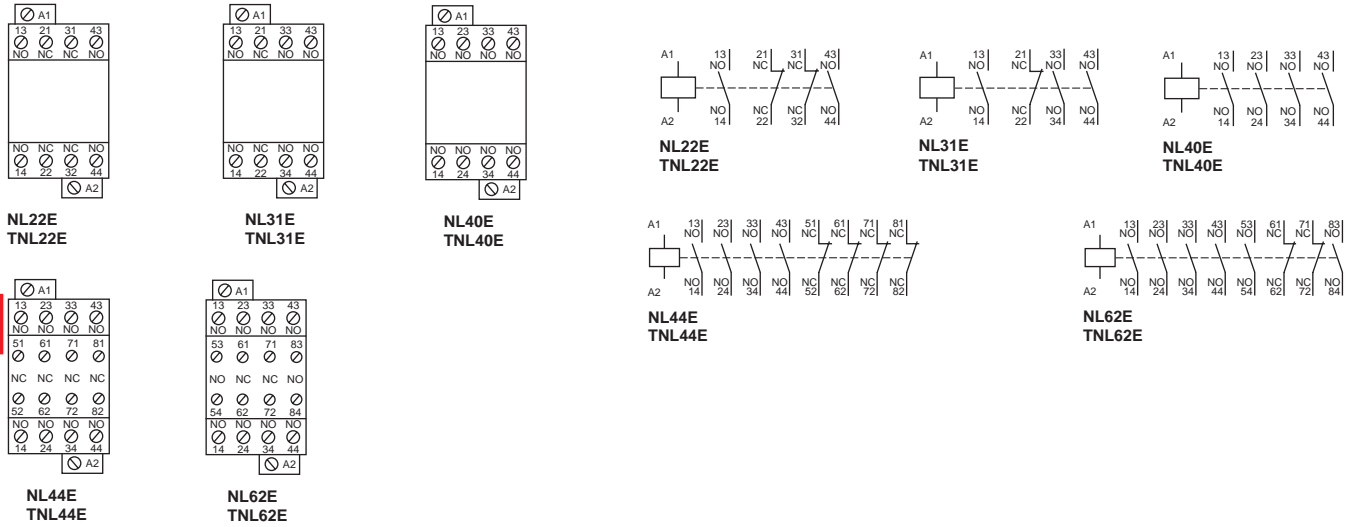 A1
13 21 31 43
NO NC NC NO
NO NC NC NO
14 22 32 44
A2
NL22E
TNL22E
A1
13 21 33 43
NO NC NO NO
NO NC NO NO
14 22 34 44
A2
NL31E
TNL31E
A1
13 23 33 43
NO NO NO NO
NO NO NO NO
14 24 34 44
A2
NL40E
TNL40E
A1 13 21 31 43
NO NC NC NO
NO NC NC NO
A2 14 22 32 44
NL22E
TNL22E
A1 13 21 33 43
NO NC NO NO
NO NC NO NO
A2 14 22 34 44
NL31E
TNL31E
A1 13 23 33 43
NO NO NO NO
NO NO NO NO
A2 14 24 34 44
NL40E
TNL40E
A1 13 23 33 43 51 61 71 81
NO NO NO NO NC NC NC NC
NO NO NO NO NC NC NC NC
A2 14 24 34 44 52 62 72 82
NL44E
TNL44E
A1 13 23 33 43 53 61 71 83
NO NO NO NO NO NC NC NO
NO NO NO NO NO NC NC NO
A2 14 24 34 44 54 62 72 84
NL62E
TNL62E
A1
13 23 33 43
NO NO NO NO
51 61 71 81
NC NC NC NC
52 62 72 82
NO NO NO NO
14 24 34 44
A2
NL44E
TNL44E
A1
13 23 33 43
NO NO NO NO
53 61 71 83
NO NC NC NO
54 62 72 84
NO NO NO NO
14 24 34 44
A2
NL62E
TNL62E